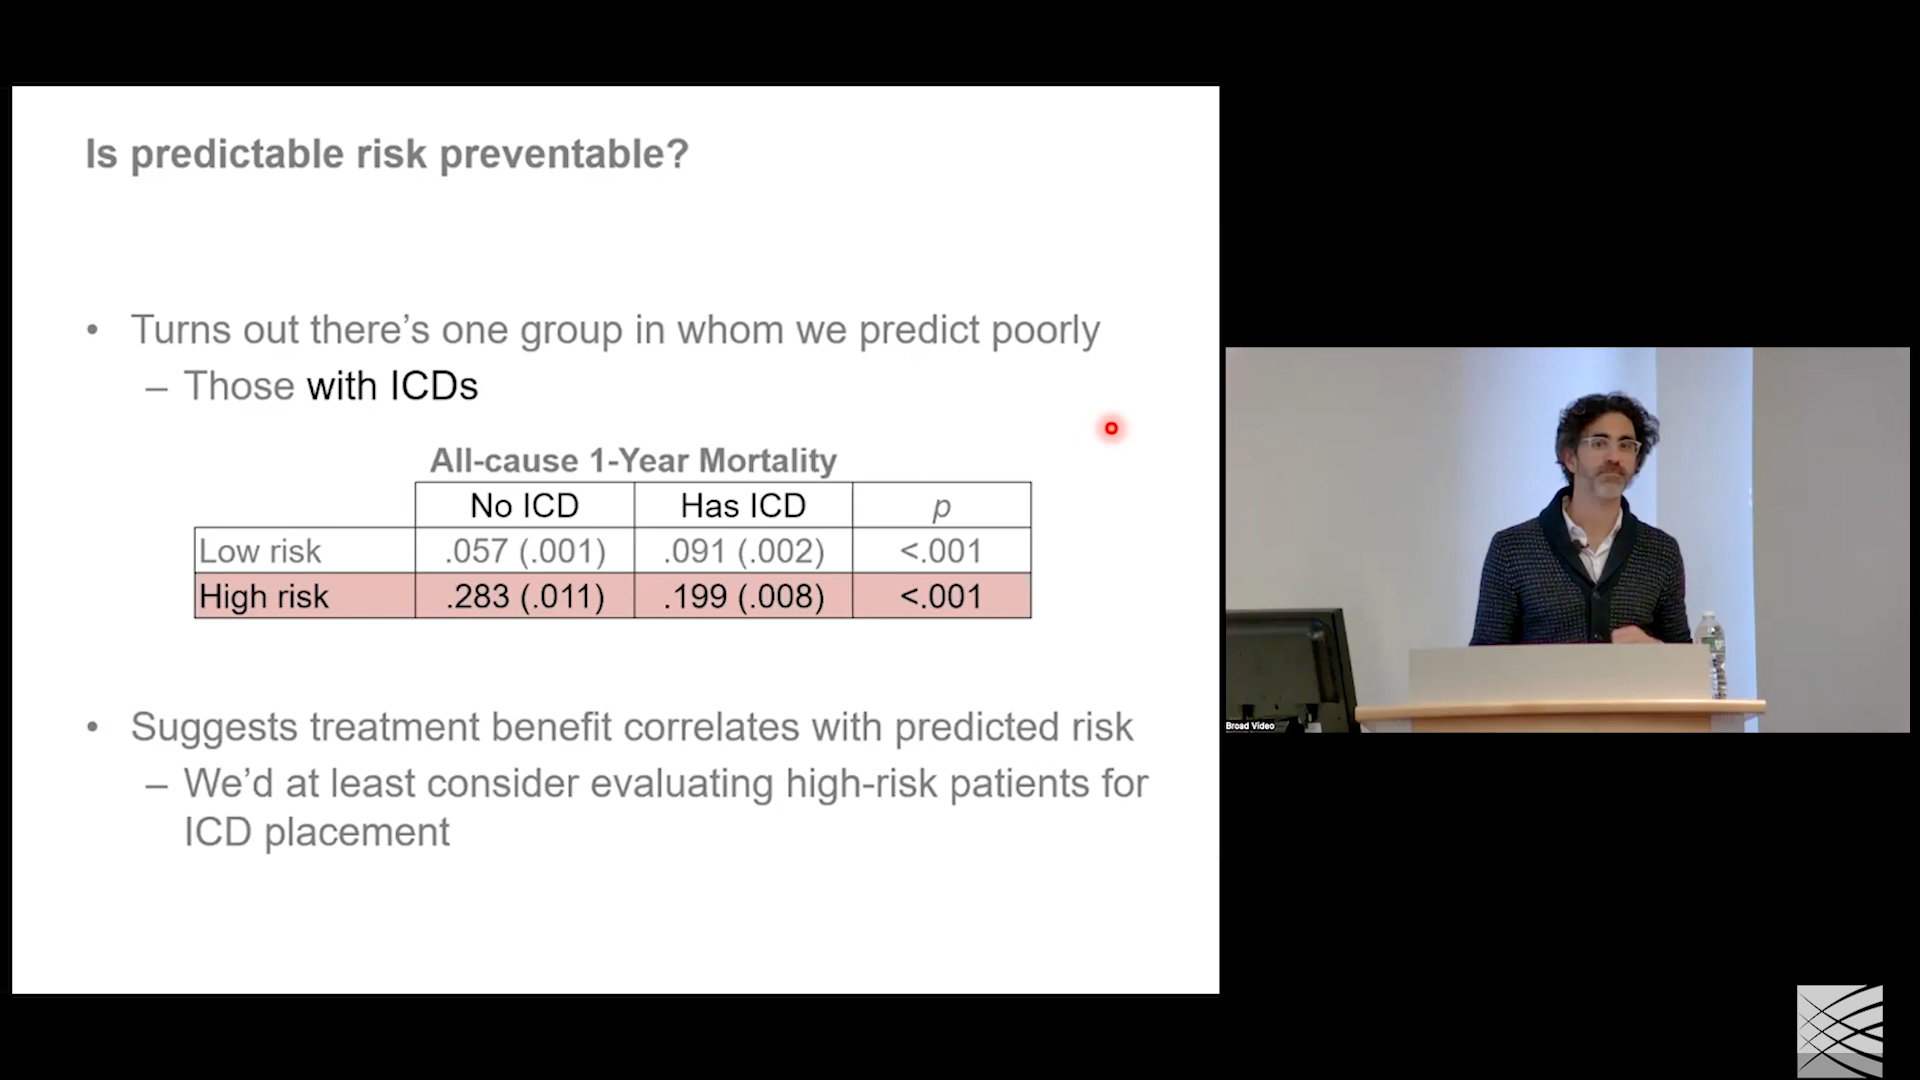 Is predictable risk preventable?
• Turns out there’s one group in whom we predict poorly
– Those with ICDs
All-cause 1-Year Mortality
No ICD Has ICD p
Low risk .057 (.001) .091 (.002) <.001
High risk .283 (.011) .199 (.008) <.001
• Suggests treatment benefit correlates with predicted risk
– We’d at least consider evaluating high-risk patients for
ICD placement
Broad Video